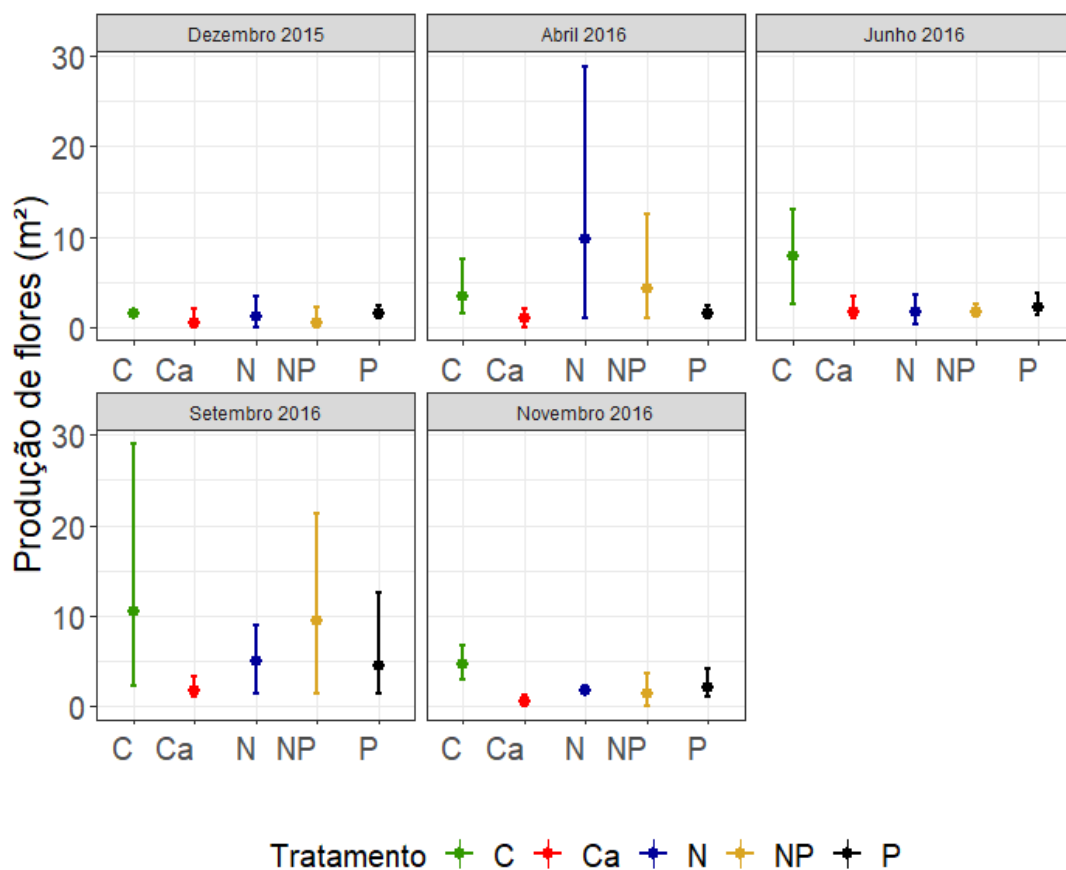 Dezembro 2015 Abril 2016 Junho 2016
30
20
10
0
C Ca N NP P C Ca N NP P C Ca N NP P
Setembro 2016 Novembro 2016
30
20
10
0
C Ca N NP P C Ca N NP P
Produção de flores (m²)
Tratamento C Ca N NP P